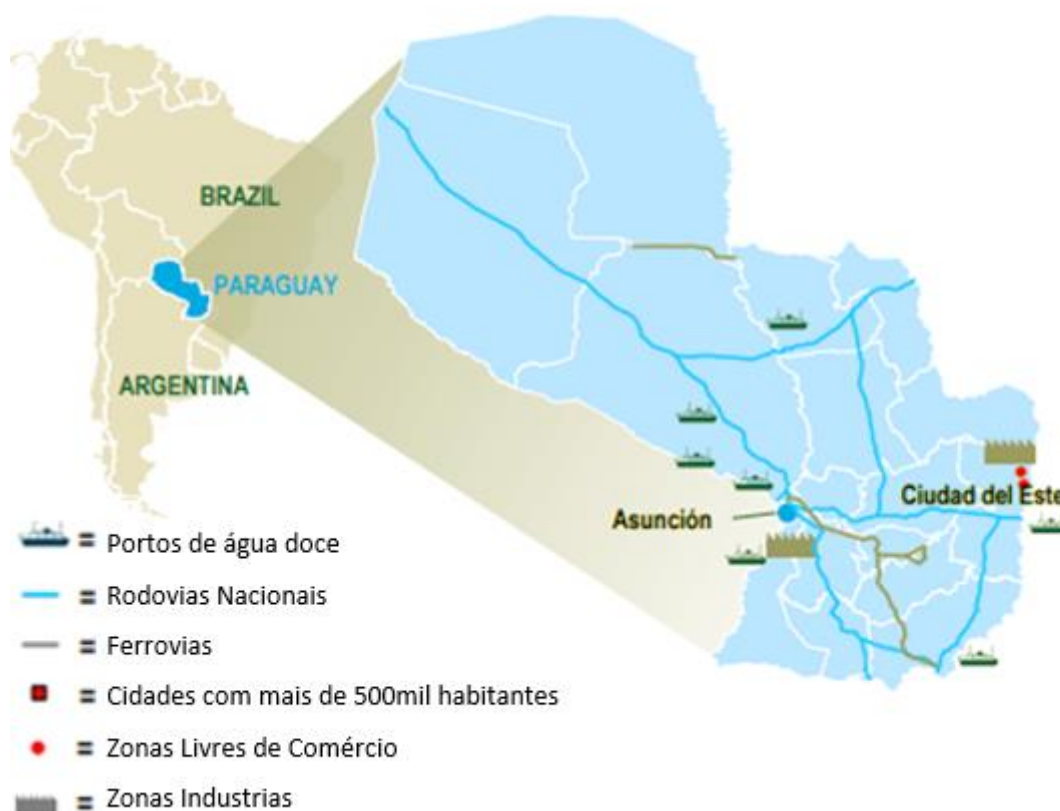 BRAZIL
PARAGUAY
ARGENTINA
Asunción
Ciudad del Este
= Portos de água doce
= Rodovias Nacionais
= Ferrovias
= Cidades com mais de 500mil habitantes
= Zonas Livres de Comércio
= Zonas Industrias